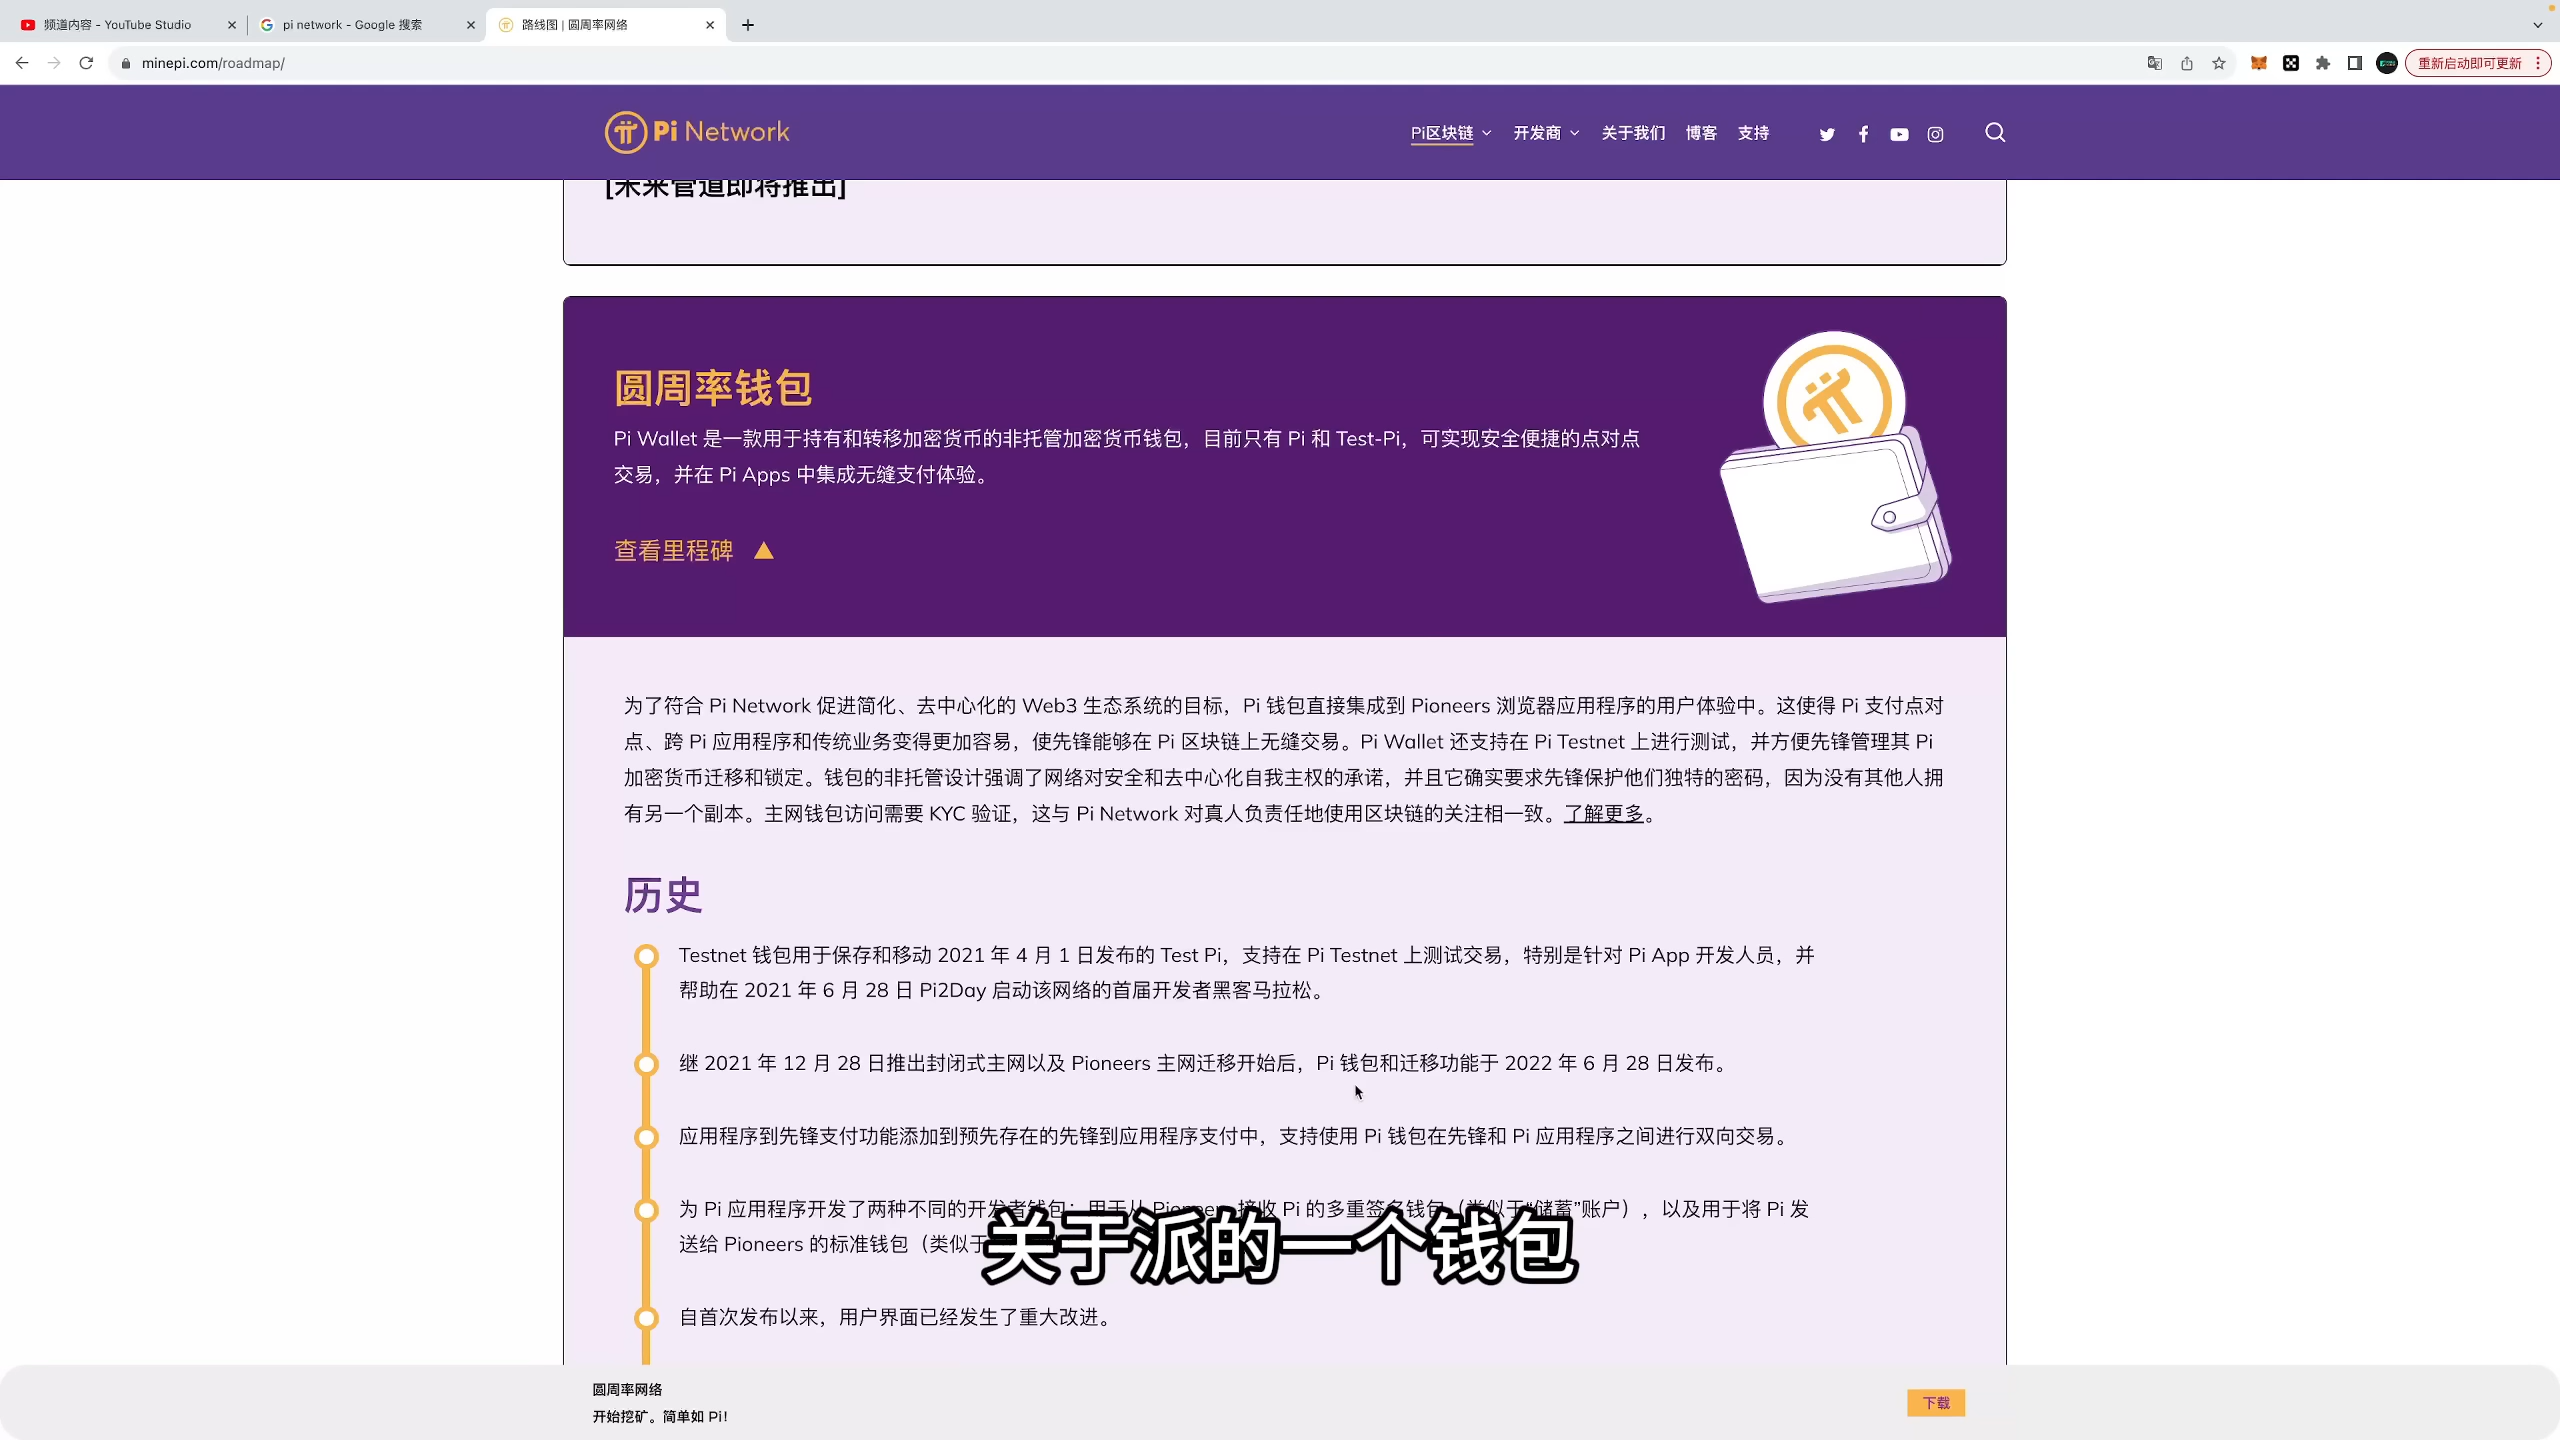 频道内容 - YouTube Studio
pi network - Google 搜索
路线图 | 圆周率网络
minepi.com/roadmap/
重新启动即可更新
Pi Network
Pi区块链
开发商
关于我们
博客
支持
[未来管道即将推出]
圆周率钱包
Pi Wallet 是一款用于持有和转移加密货币的非托管加密货币钱包，目前只有 Pi 和 Test-Pi，可实现安全便捷的点对点
交易，并在 Pi Apps 中集成无缝支付体验。
查看里程碑
为了符合 Pi Network 促进简化、去中心化的 Web3 生态系统的目标，Pi 钱包直接集成到 Pioneers 浏览器应用程序的用户体验中。这使得 Pi 支付点对
点、跨 Pi 应用程序和传统业务变得更加容易，使先锋能够在 Pi 区块链上无缝交易。Pi Wallet 还支持在 Pi Testnet 上进行测试，并方便先锋管理其 Pi
加密货币迁移和锁定。钱包的非托管设计强调了网络对安全和去中心化自我主权的承诺，并且它确实要求先锋保护他们独特的密码，因为没有其他人拥
有另一个副本。主网钱包访问需要 KYC 验证，这与 Pi Network 对真人负责任地使用区块链的关注相一致。了解更多。
历史
Testnet 钱包用于保存和移动 2021 年 4 月 1 日发布的 Test Pi，支持在 Pi Testnet 上测试交易，特别是针对 Pi App 开发人员，并
帮助在 2021 年 6 月 28 日 Pi2Day 启动该网络的首届开发者黑客马拉松。
继 2021 年 12 月 28 日推出封闭式主网以及 Pioneers 主网迁移开始后，Pi 钱包和迁移功能于 2022 年 6 月 28 日发布。
应用程序到先锋支付功能添加到预先存在的先锋到应用程序支付中，支持使用 Pi 钱包在先锋和 Pi 应用程序之间进行双向交易。
为 Pi 应用程序开发了两种不同的开发者钱包：用于从 Pioneers 接收 Pi 的多重签名钱包（类似于“储蓄”账户），以及用于将 Pi 发
送给 Pioneers 的标准钱包（类似于
关于派的一个钱包
自首次发布以来，用户界面已经发生了重大改进。
圆周率网络
开始挖矿。简单如 Pi！
下载